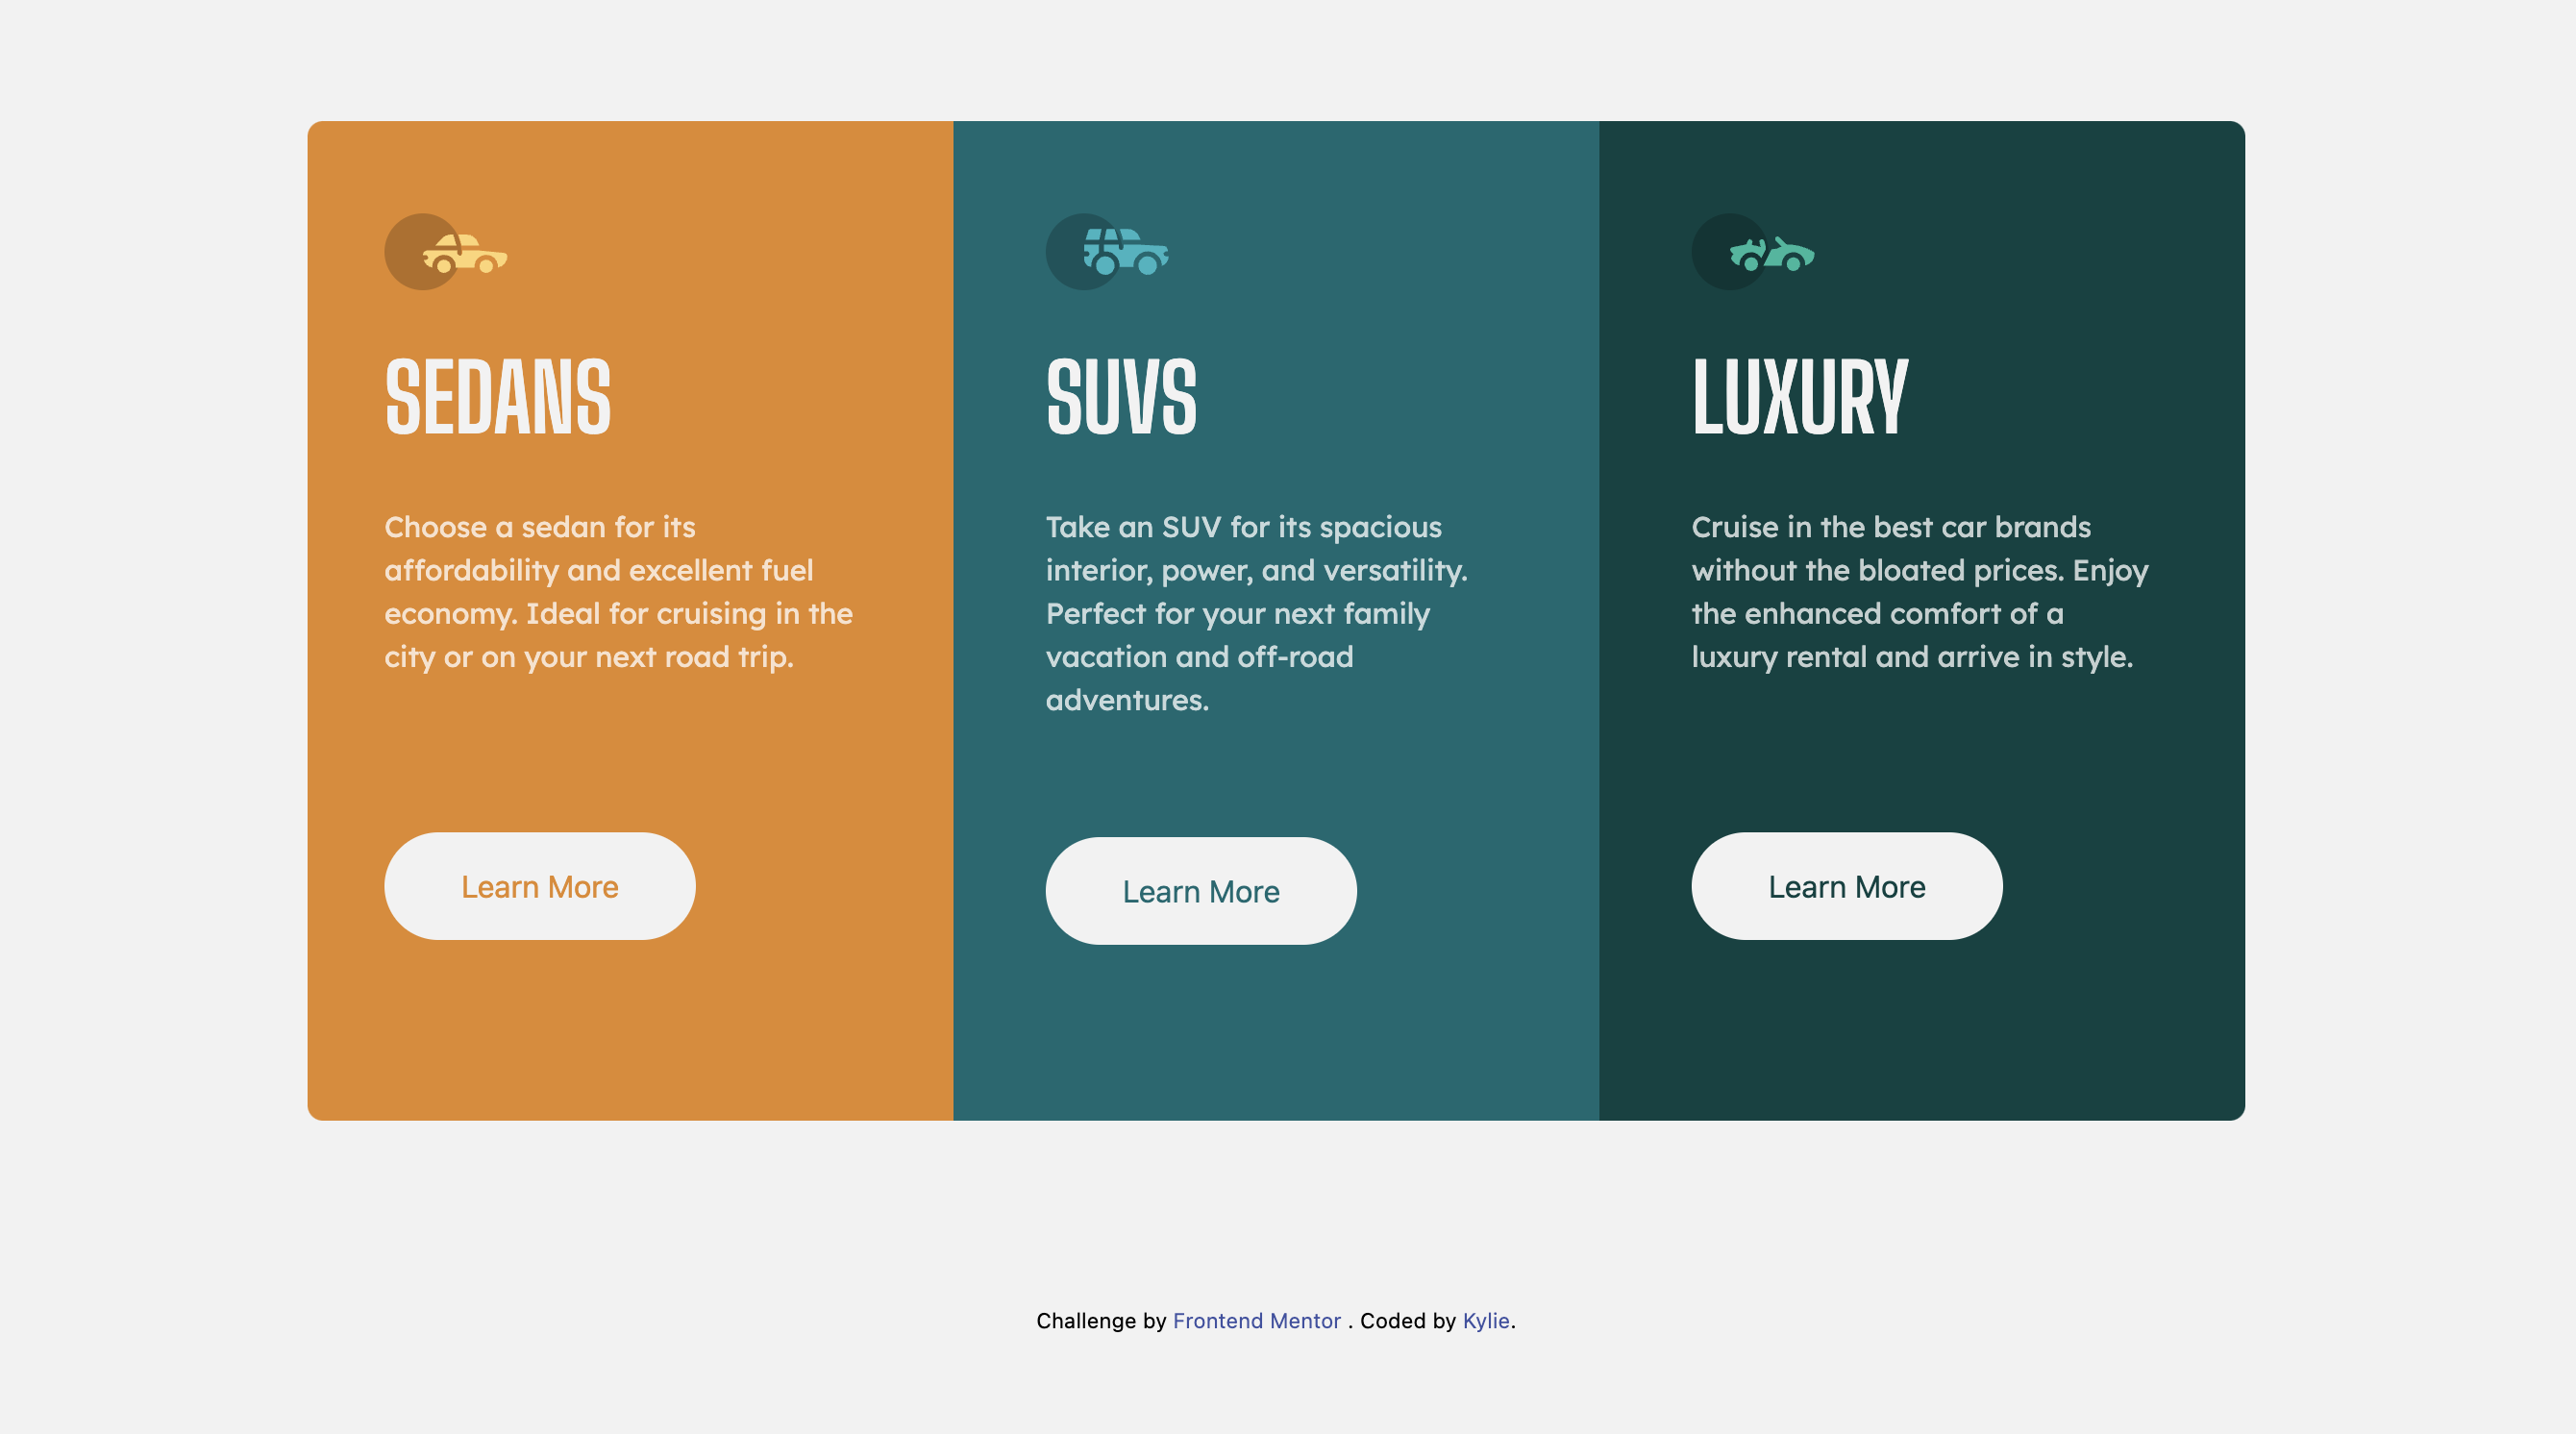 SEDANS
Choose a sedan for its
affordability and excellent fuel
economy. Ideal for cruising in the
city or on your next road trip.
Learn More
SUVS
Take an SUV for its spacious
interior, power, and versatility.
Perfect for your next family
vacation and off-road
adventures.
Learn More
LUXURY
Cruise in the best car brands
without the bloated prices. Enjoy
the enhanced comfort of a
luxury rental and arrive in style.
Learn More
Challenge by Frontend Mentor . Coded by Kylie.